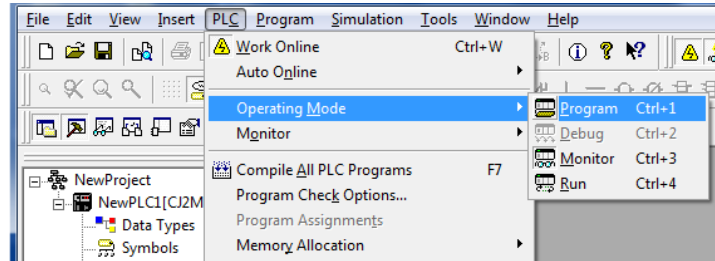 File Edit View Insert PLC Program Simulation Tools Window Help
Work Online Ctrl+W
Auto Online
Operating Mode
Program Ctrl+1
Monitor
Debug Ctrl+2
Monitor Ctrl+3
Compile All PLC Programs F7
Run Ctrl+4
NewProject
Program Check Options...
NewPLC1[CJ2M
Program Assignments
Data Types
Symbols
Memory Allocation